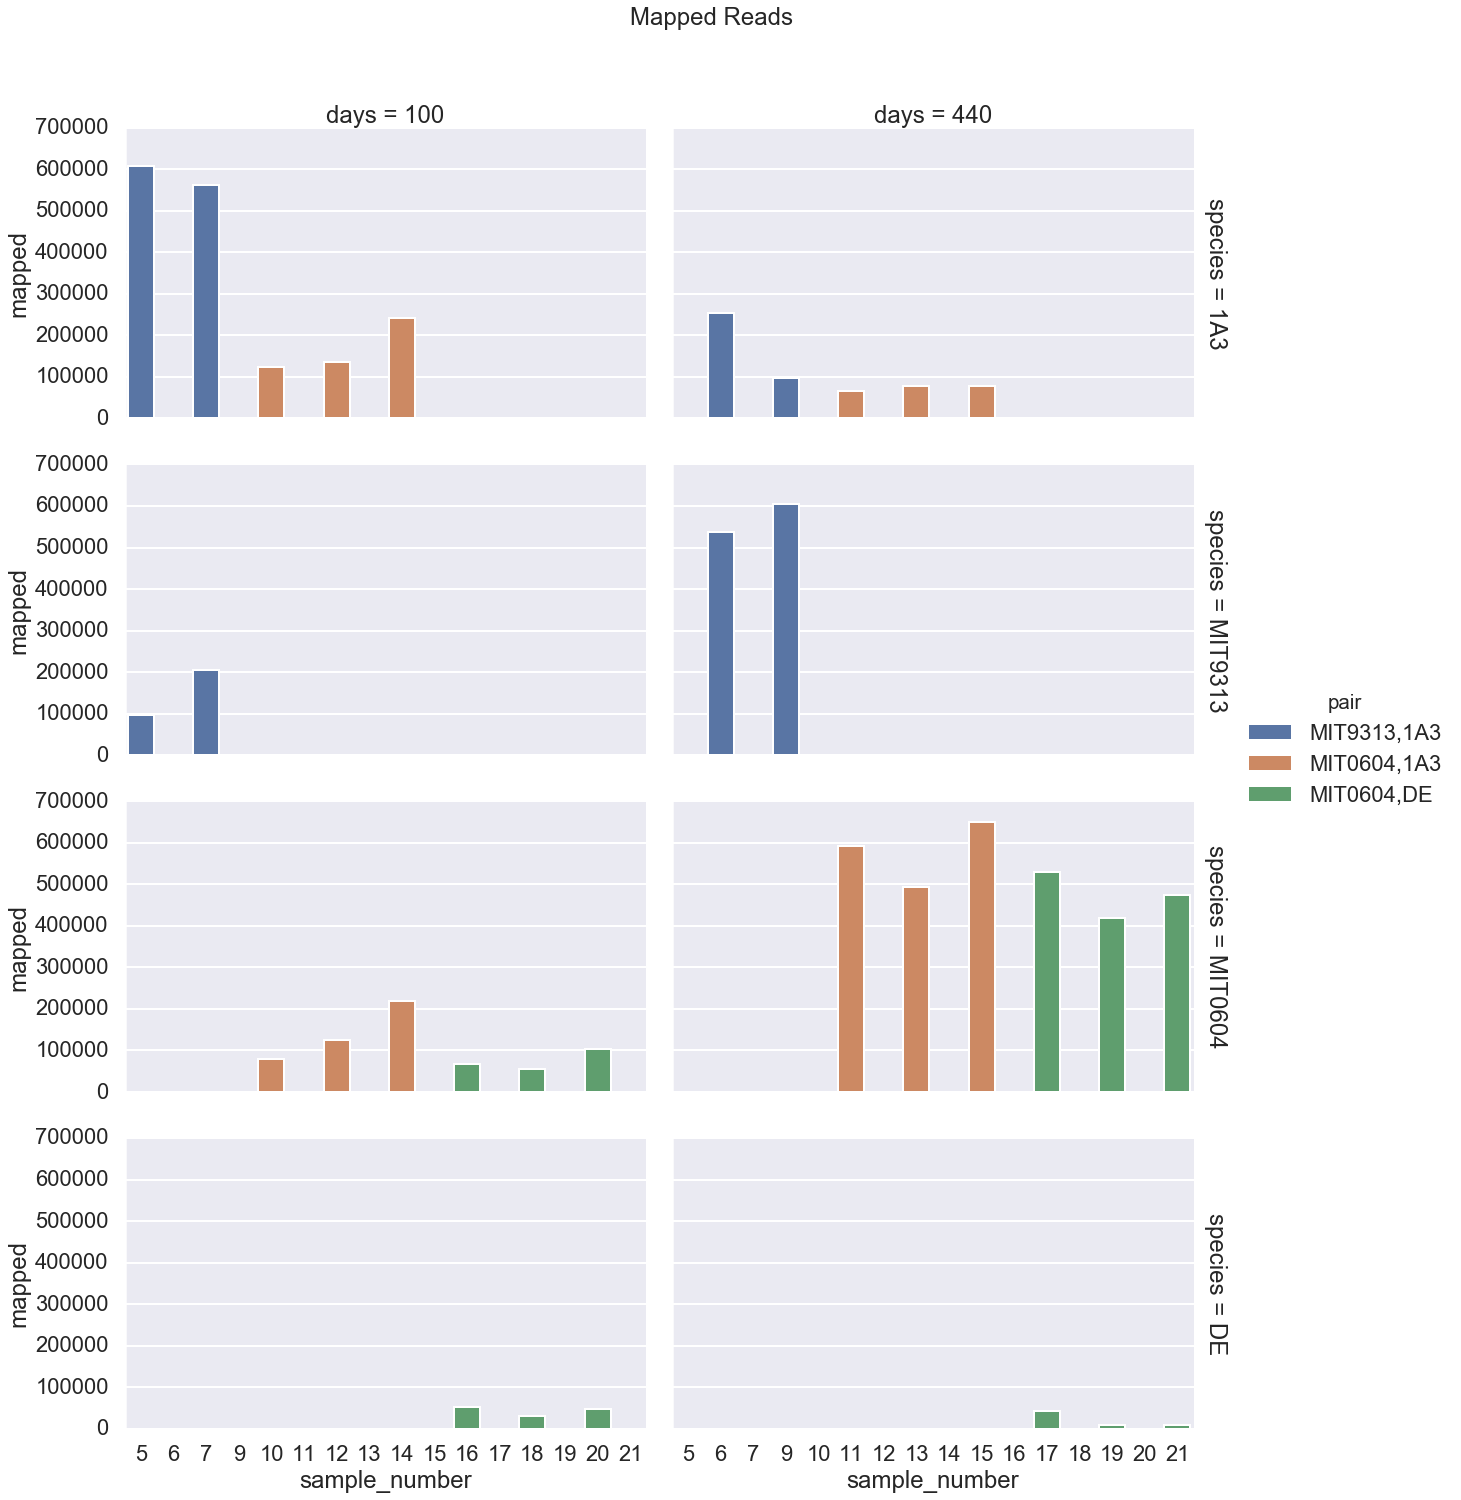 Mapped Reads
days = 100
days = 440
700000
600000
500000
400000
300000
200000
100000
0
mapped
species = 1A3
700000
600000
500000
400000
300000
200000
100000
0
mapped
species = MIT9313
pair
MIT9313,1A3
MIT0604,1A3
MIT0604,DE
700000
600000
500000
400000
300000
200000
100000
0
mapped
species = MIT0604
700000
600000
500000
400000
300000
200000
100000
0
mapped
species = DE
5 6 7 9 10 11 12 13 14 15 16 17 18 19 20 21
5 6 7 9 10 11 12 13 14 15 16 17 18 19 20 21
sample_number
sample_number